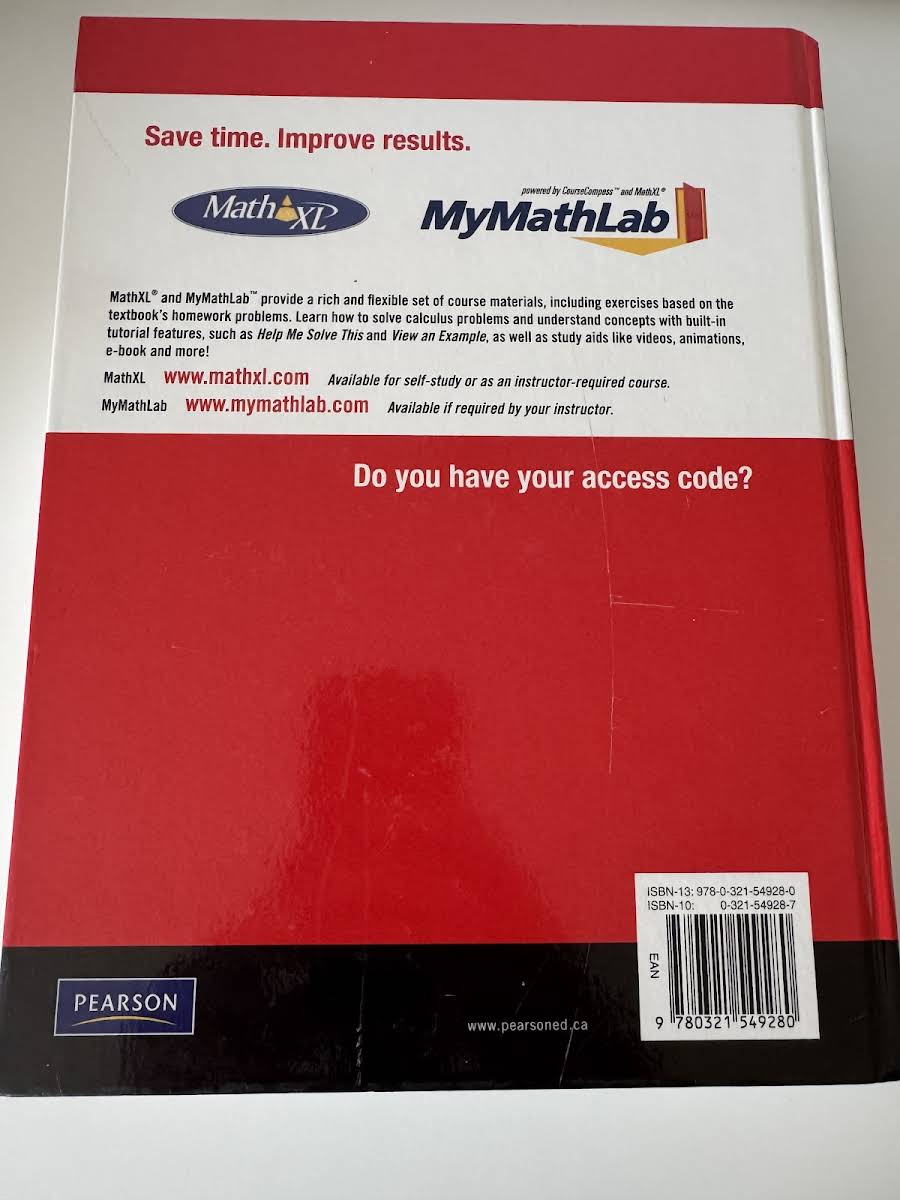 Save time. Improve results.
MathXL
powered by CourseCompass™ and MathXL®
MyMathLab
MathXL® and MyMathLab™ provide a rich and flexible set of course materials, including exercises based on the
textbook's homework problems. Learn how to solve calculus problems and understand concepts with built-in
tutorial features, such as Help Me Solve This and View an Example, as well as study aids like videos, animations,
e-book and more!
MathXL www.mathxl.com Available for self-study or as an instructor-required course.
MyMathLab www.mymathlab.com Available if required by your instructor.
Do you have your access code?
ISBN-13: 978-0-321-54928-0
ISBN-10: 0-321-54928-7
EAN
9 780321 549280
PEARSON
www.pearsoned.ca